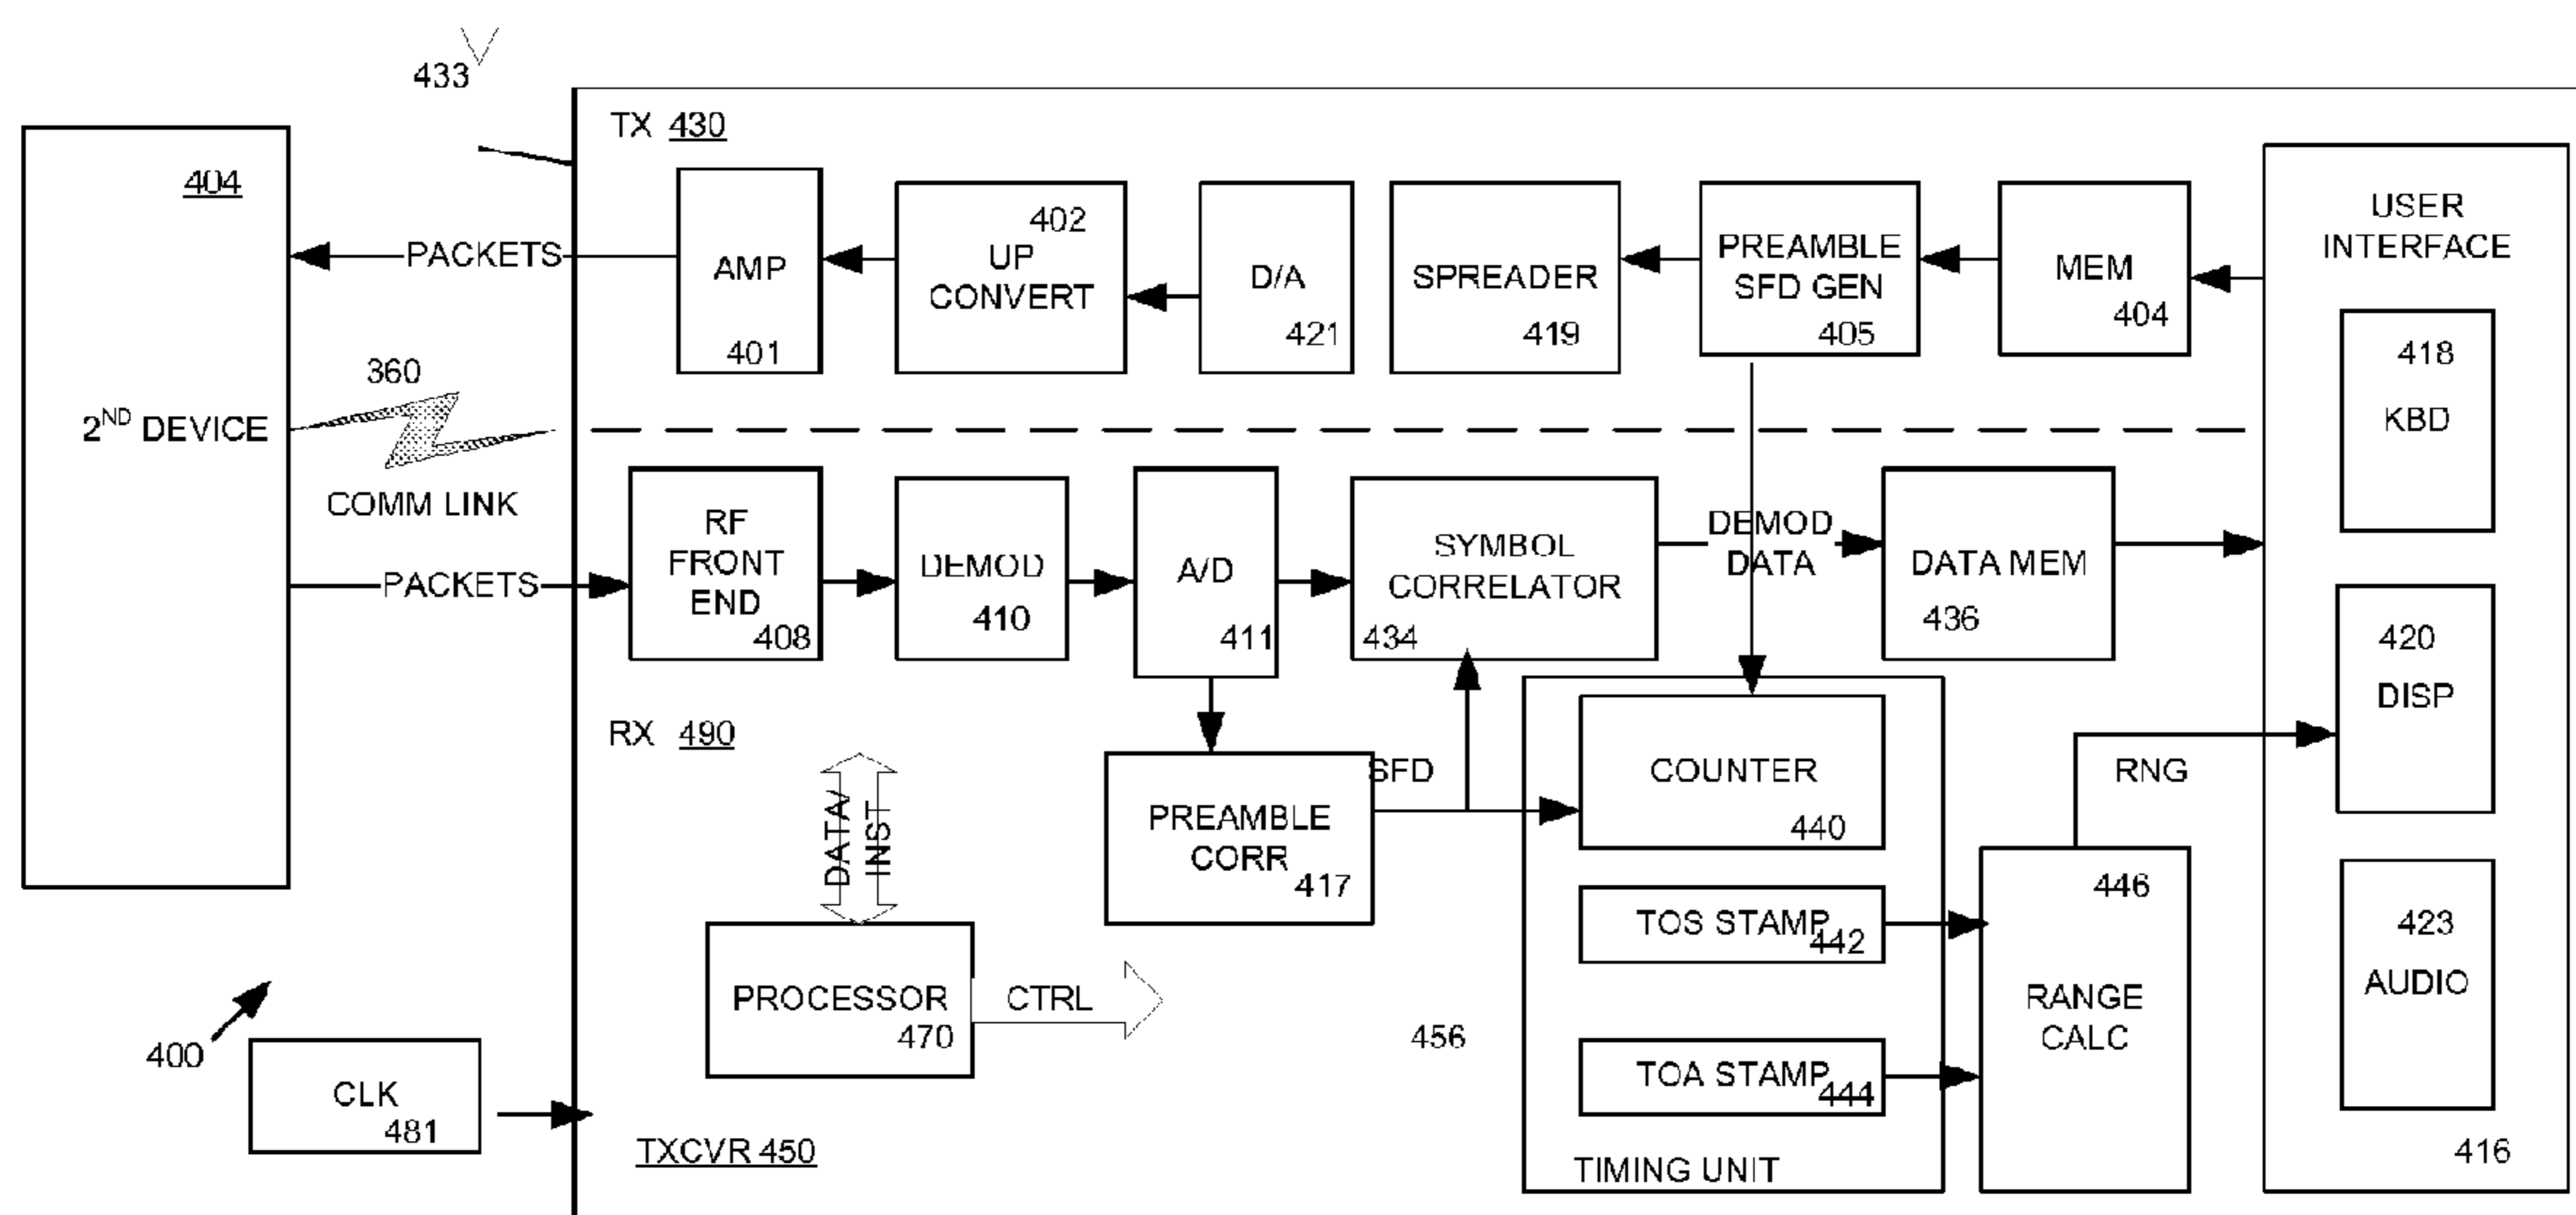 433
TX 430
404
PACKETS
AMP
401
402
UP
CONVERT
D/A
421
SPREADER
419
PREAMBLE
SFD GEN
405
MEM
404
USER
INTERFACE
418
KBD
360
2ND DEVICE
COMM LINK
PACKETS
RF
FRONT
END
408
DEMOD
410
A/D
411
SYMBOL
CORRELATOR
434
DEMOD
DATA
DATA MEM
436
420
DISP
RX 490
DATA/
INST
PREAMBLE
CORR
417
SFD
COUNTER
440
RNG
446
RANGE
CALC
TOS STAMP
442
TOA STAMP
444
TIMING UNIT
456
423
AUDIO
416
PROCESSOR
470
CTRL
400
CLK
481
TXCVR 450